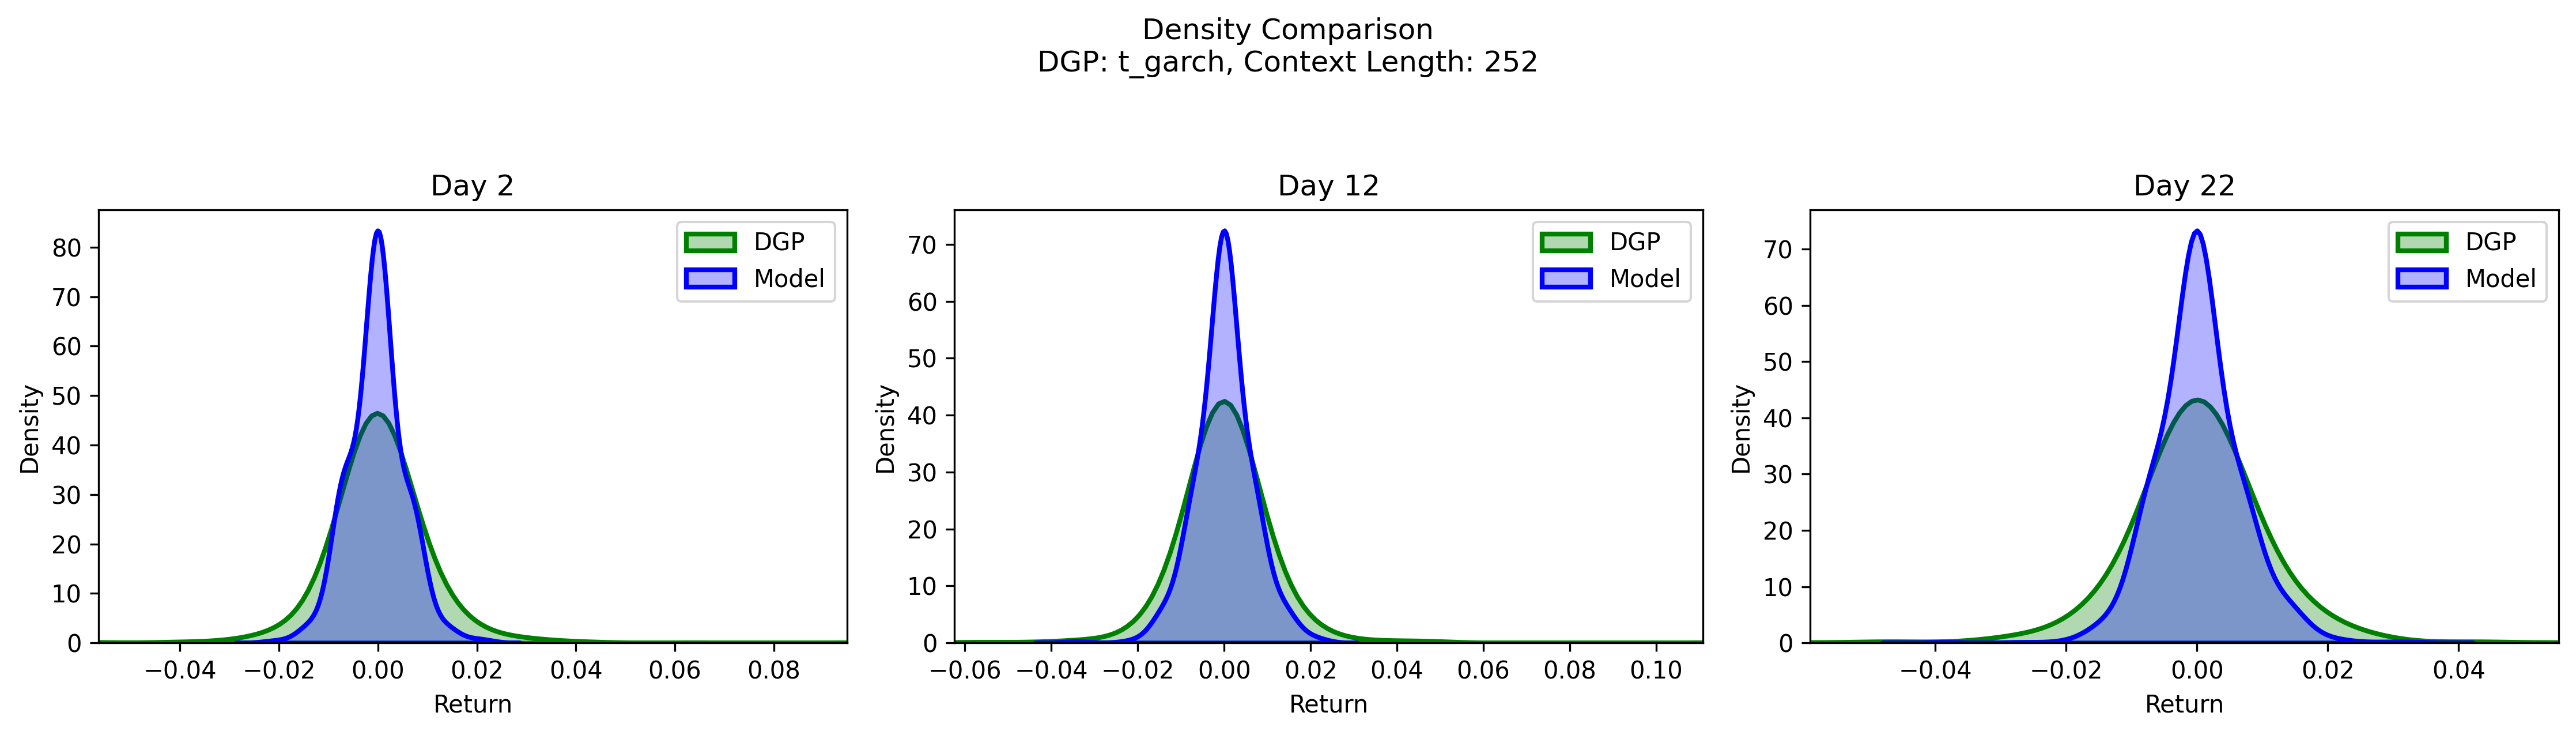 Density Comparison
DGP: t_garch, Context Length: 252
Day 2
DGP
Model
Density
80
70
60
50
40
30
20
10
0
−0.04 −0.02 0.00 0.02 0.04 0.06 0.08
Return
Day 12
DGP
Model
Density
70
60
50
40
30
20
10
0
−0.06 −0.04 −0.02 0.00 0.02 0.04 0.06 0.08 0.10
Return
Day 22
DGP
Model
Density
70
60
50
40
30
20
10
0
−0.04 −0.02 0.00 0.02 0.04
Return